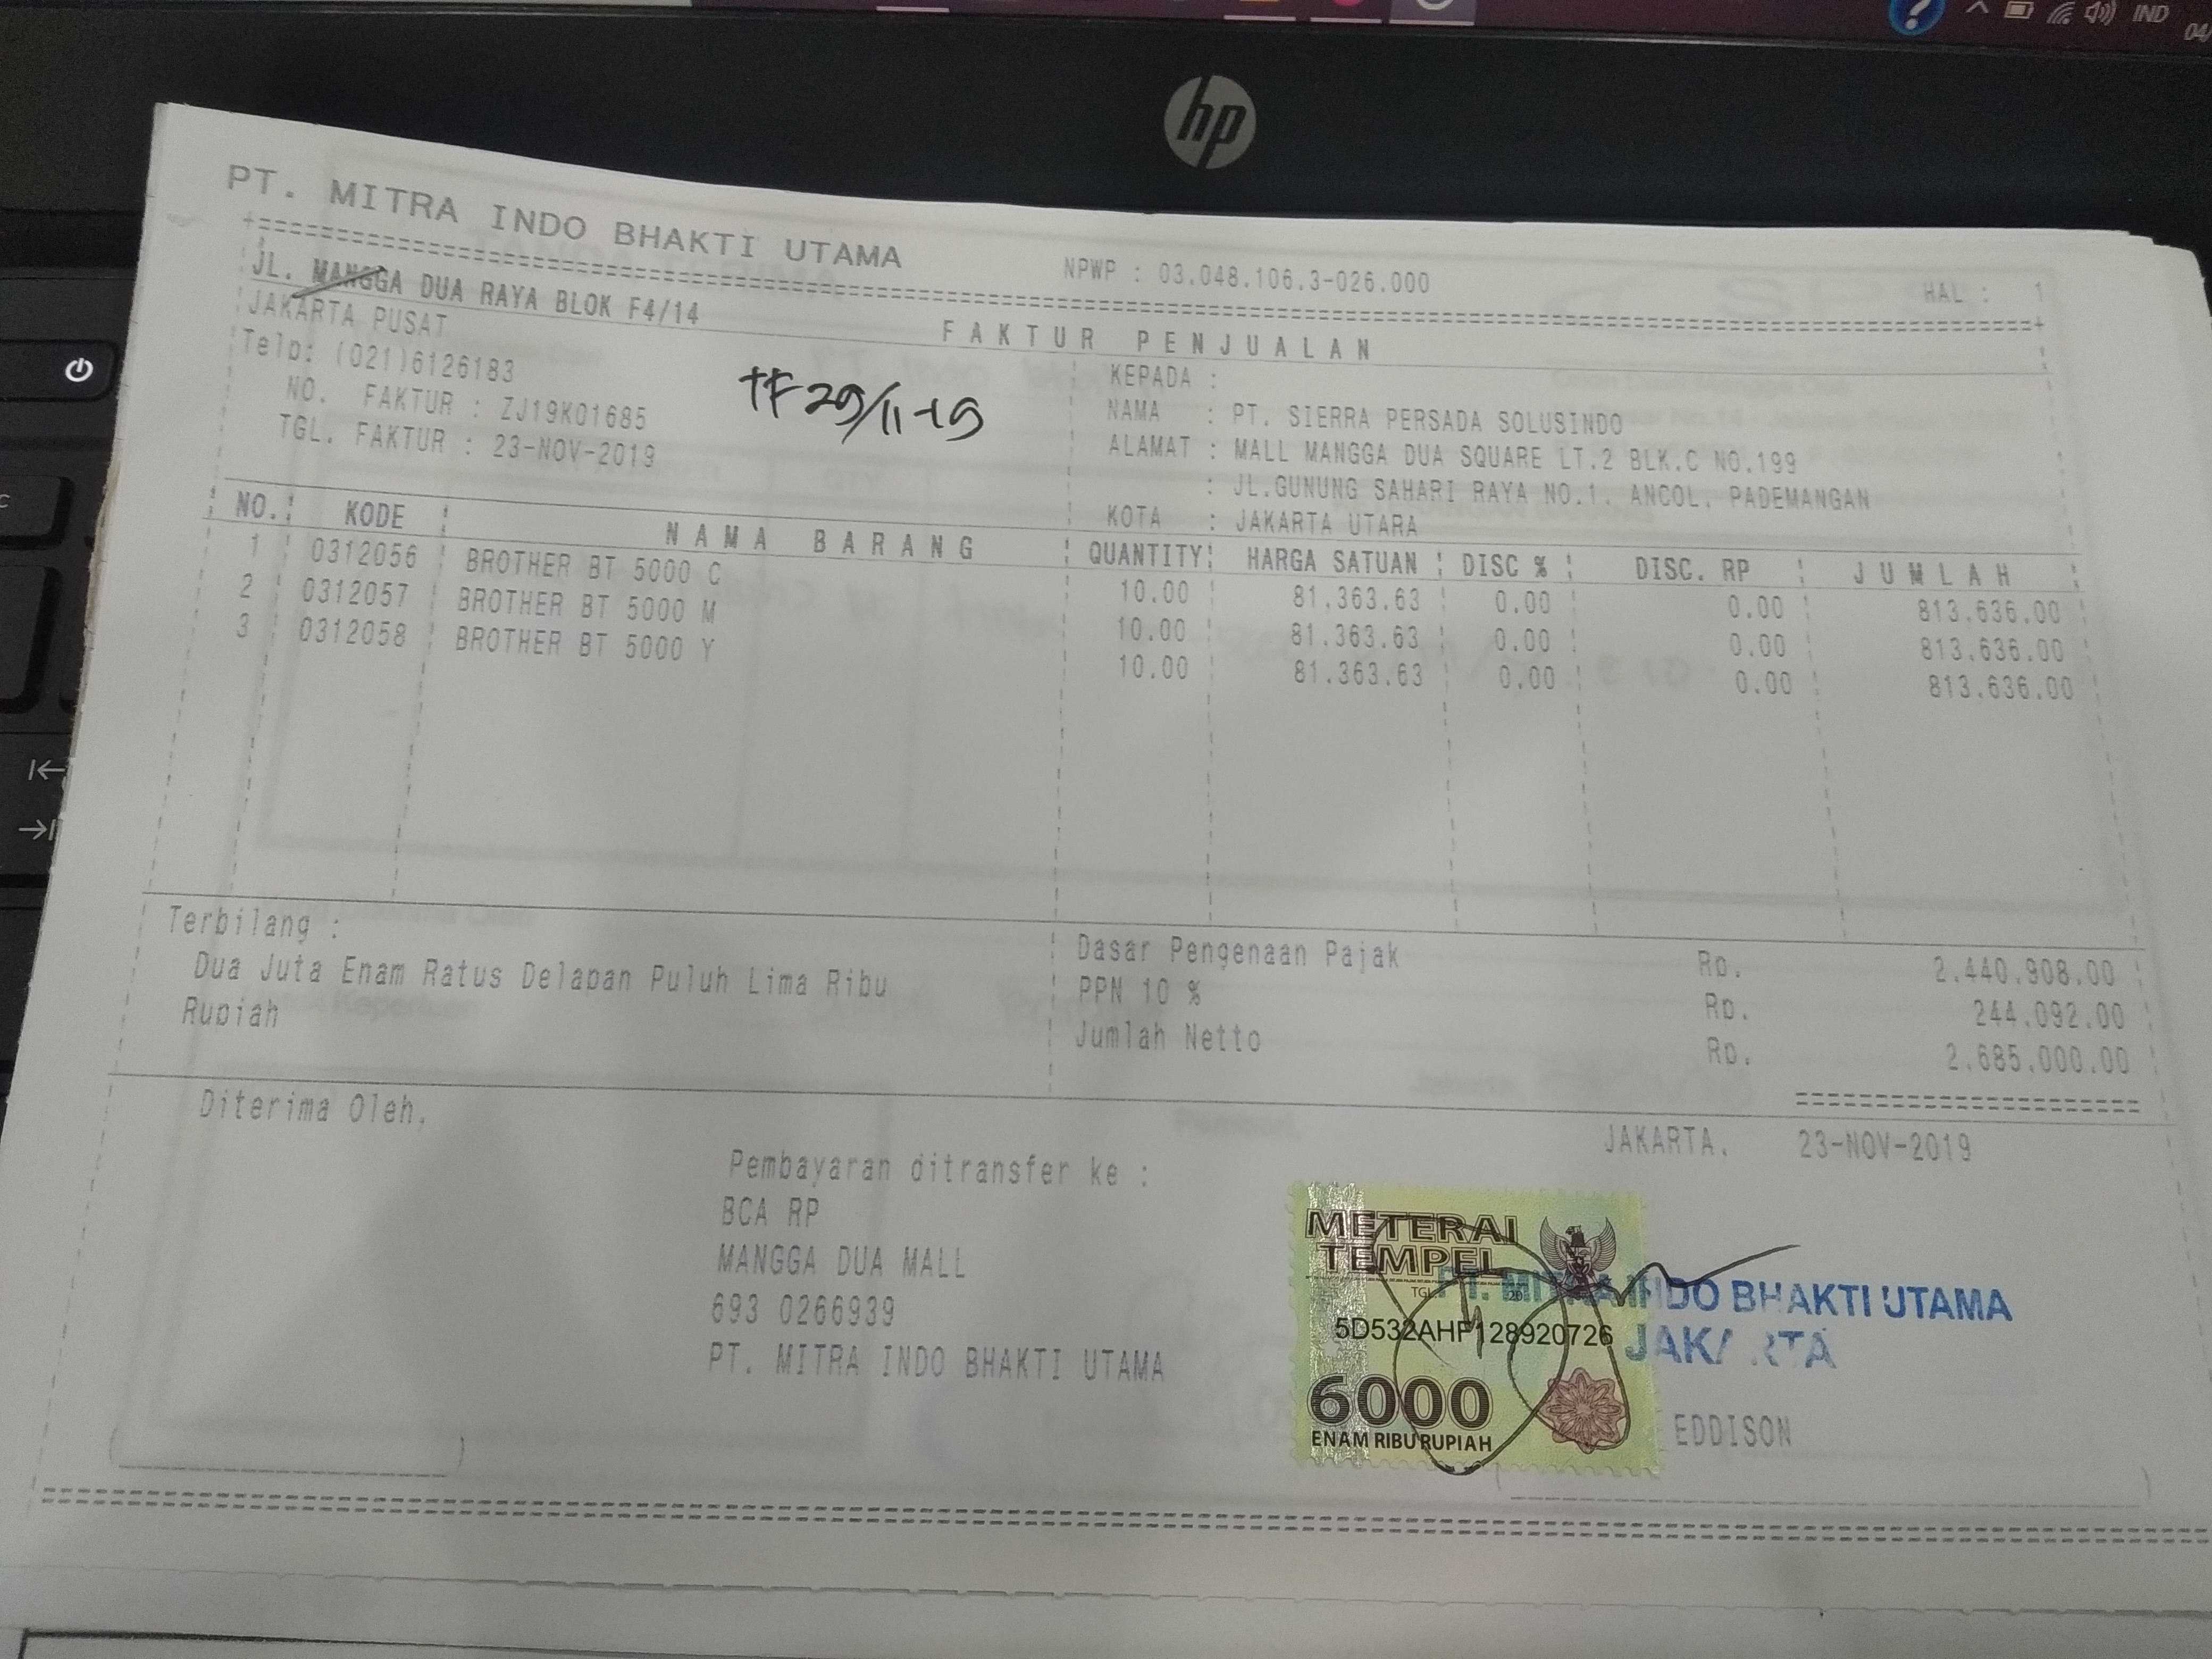 IND
04/
hp
PT. MITRA INDO BHAKTI UTAMA
NPWP : 03.048.106.3-026.000
HAL : 1
JL. MANGGA DUA RAYA BLOK F4/14
JAKARTA PUSAT
Telp: (021)6126183
NO. FAKTUR : ZJ19K01685
TGL. FAKTUR : 23-NOV-2019
TF 29/11-19
FAKTUR PENJUALAN
KEPADA :
NAMA : PT. SIERRA PERSADA SOLUSINDO
ALAMAT : MALL MANGGA DUA SQUARE LT.2 BLK.C NO.199
: JL.GUNUNG SAHARI RAYA NO.1. ANCOL. PADEMANGAN
KOTA : JAKARTA UTARA
NO. KODE NAMA BARANG QUANTITY HARGA SATUAN DISC % DISC. RP JUMLAH
1 0312056 BROTHER BT 5000 C 10.00 81.363.63 0.00 0.00 813.636.00
2 0312057 BROTHER BT 5000 M 10.00 81.363.63 0.00 0.00 813.636.00
3 0312058 BROTHER BT 5000 Y 10.00 81.363.63 0.00 0.00 813.636.00
Terbilang :
Dua Juta Enam Ratus Delapan Puluh Lima Ribu
Rupiah
Dasar Pengenaan Pajak Rp. 2.440.908.00
PPN 10 % Rp. 244.092.00
Jumlah Netto Rp. 2.685.000.00
Diterima Oleh.
Pembayaran ditransfer ke :
BCA RP
MANGGA DUA MALL
693 0266939
PT. MITRA INDO BHAKTI UTAMA
JAKARTA. 23-NOV-2019
METERAI
TEMPEL
TGL. 20
5D532AHF128920726
6000
ENAM RIBU RUPIAH
PT. MITRA INDO BHAKTI UTAMA
JAKARTA
EDDISON